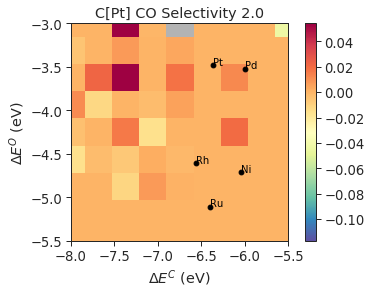 C[Pt] CO Selectivity 2.0
−3.0
−3.5
−4.0
−4.5
−5.0
−5.5
ΔE^O (eV)
Pt
Pd
Rh
Ni
Ru
−8.0 −7.5 −7.0 −6.5 −6.0 −5.5
ΔE^C (eV)
0.04
0.02
0.00
−0.02
−0.04
−0.06
−0.08
−0.10